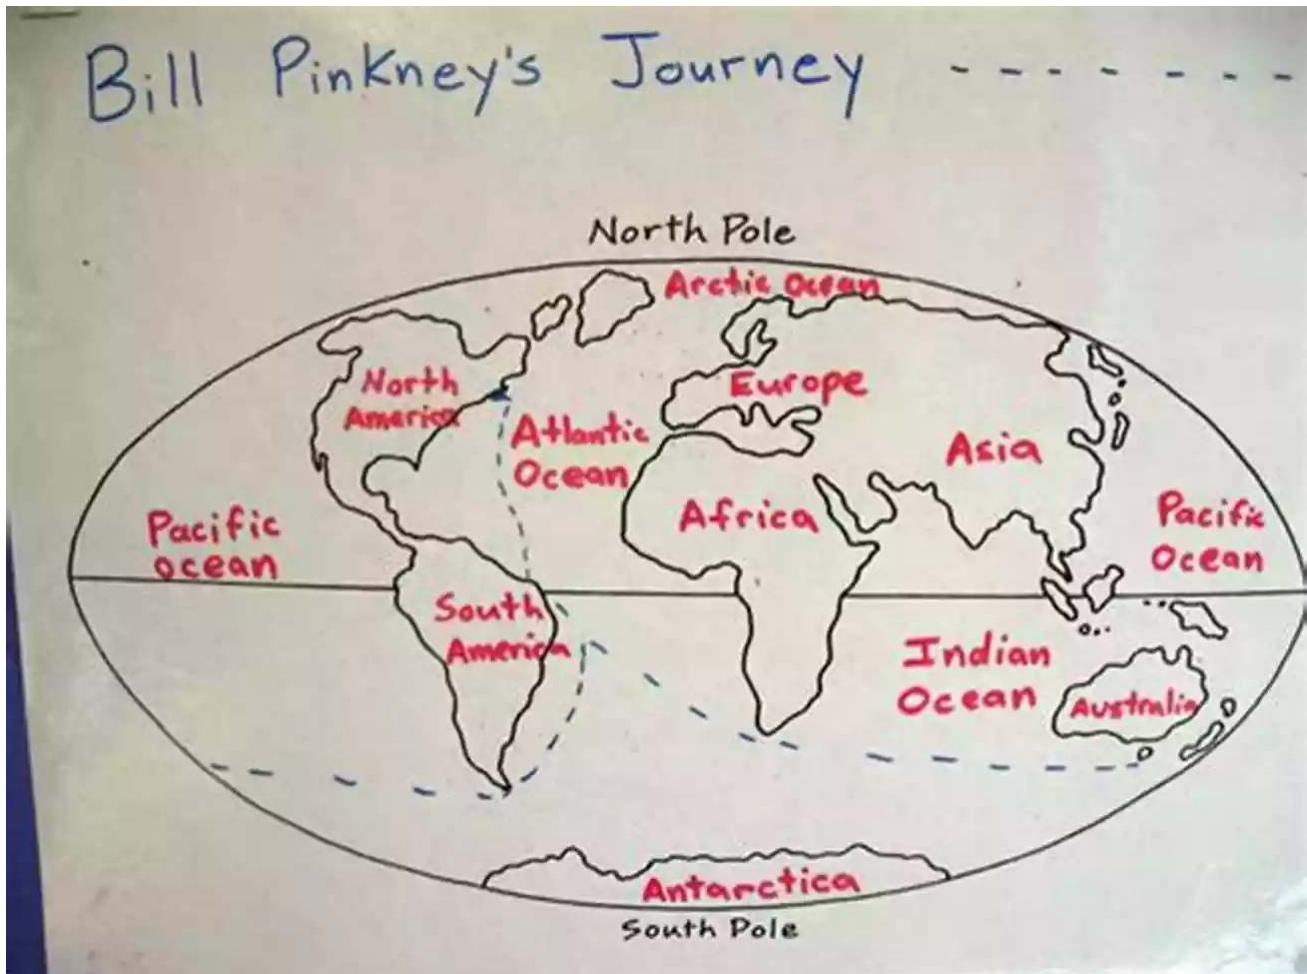 Bill Pinkney's Journey - - - - - - -
North Pole
Arctic Ocean
North
America
Europe
Atlantic
Ocean
Asia
Africa
Pacific
ocean
Pacific
Ocean
South
America
Indian
Ocean
Australia
Antarctica
South Pole